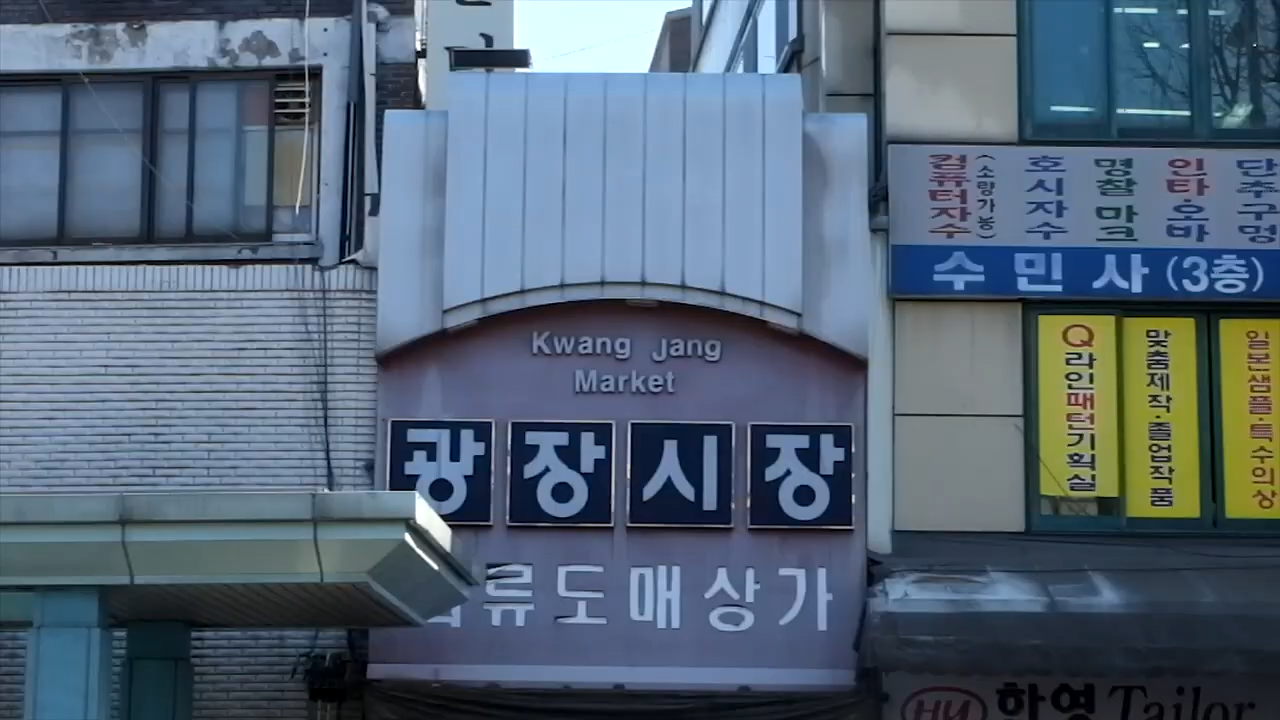 Kwang Jang
Market
광장시장
류도매상가
컴퓨터자수
(소량가능)
호시자수
명찰 마크
인타·오바
단추구멍
수민사 (3층)
Q라인패턴기획실
맞춤제작·졸업작품
일본샘플·특수의상
HY 한영 Tailor